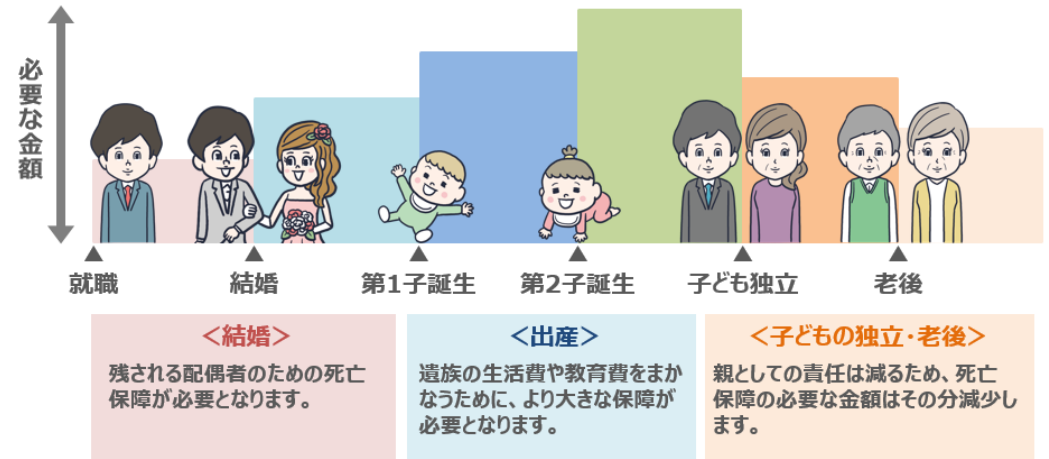 必要な金額
就職
結婚
第1子誕生
第2子誕生
子ども独立
老後
＜結婚＞
残される配偶者のための死亡
保障が必要となります。
＜出産＞
遺族の生活費や教育費をまか
なうために、より大きな保障が
必要となります。
＜子どもの独立・老後＞
親としての責任は減るため、死亡
保障の必要な金額はその分減少し
ます。